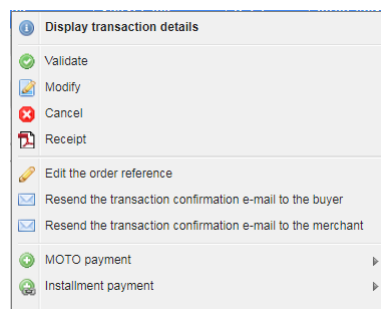 Display transaction details
Validate
Modify
Cancel
Receipt
Edit the order reference
Resend the transaction confirmation e-mail to the buyer
Resend the transaction confirmation e-mail to the merchant
MOTO payment
Installment payment